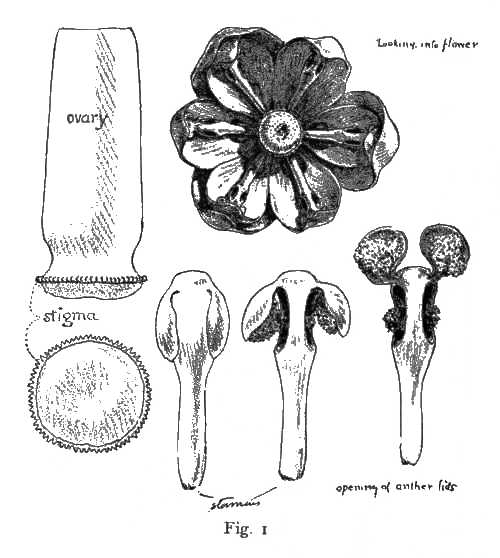 Looking into flower
ovary
stigma
stamens
opening of anther lids
Fig. 1